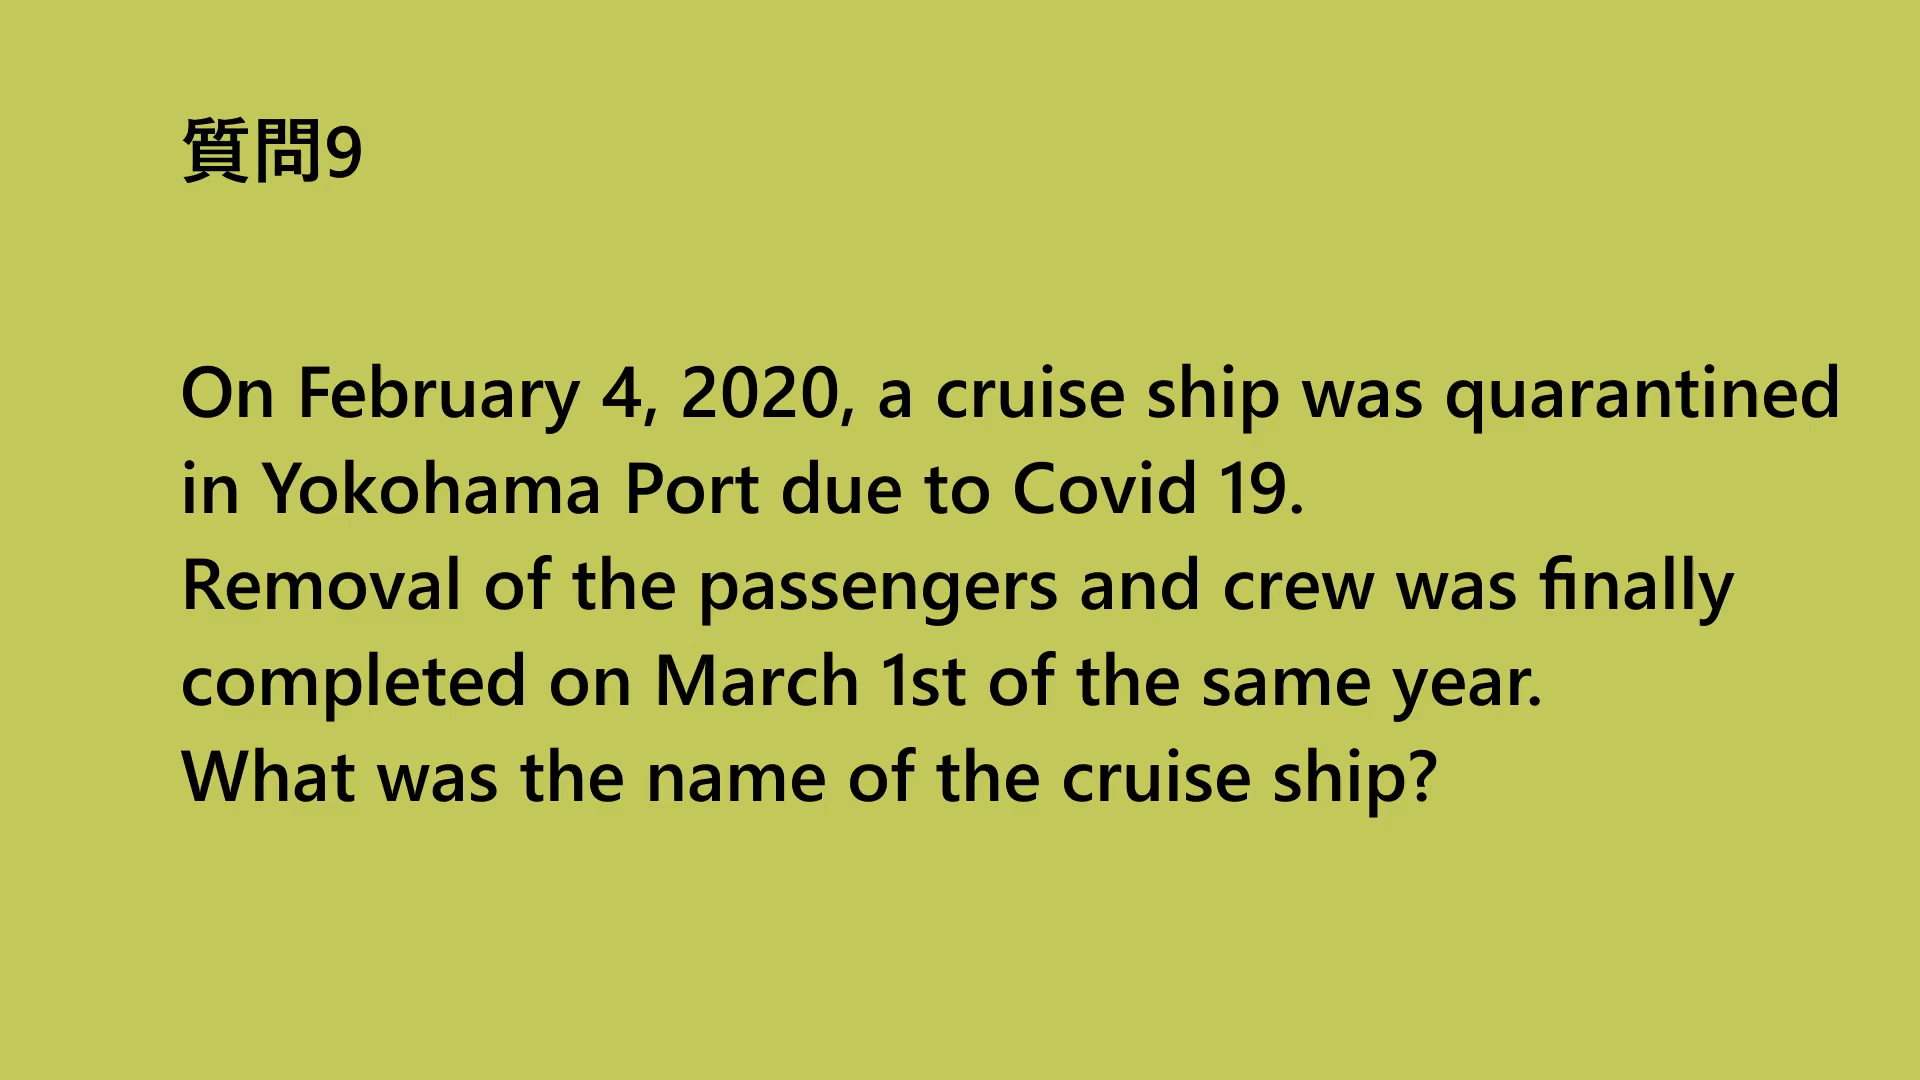 質問9
On February 4, 2020, a cruise ship was quarantined
in Yokohama Port due to Covid 19.
Removal of the passengers and crew was finally
completed on March 1st of the same year.
What was the name of the cruise ship?